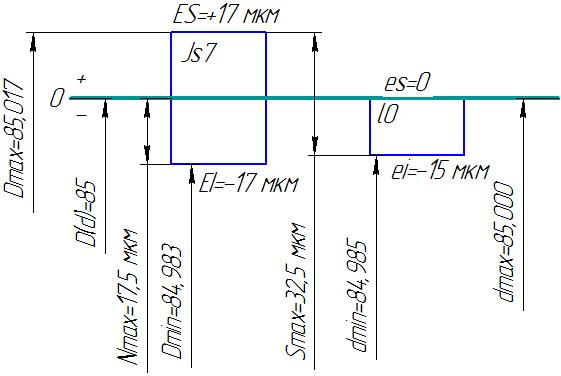 ES=+17 мкм
Js7
+
0
−
es=0
l0
EI=−17 мкм
ei=−15 мкм
Dmax=85,017
D(d)=85
Nmax=17,5 мкм
Dmin=84,983
Smax=32,5 мкм
dmin=84,985
dmax=85,000